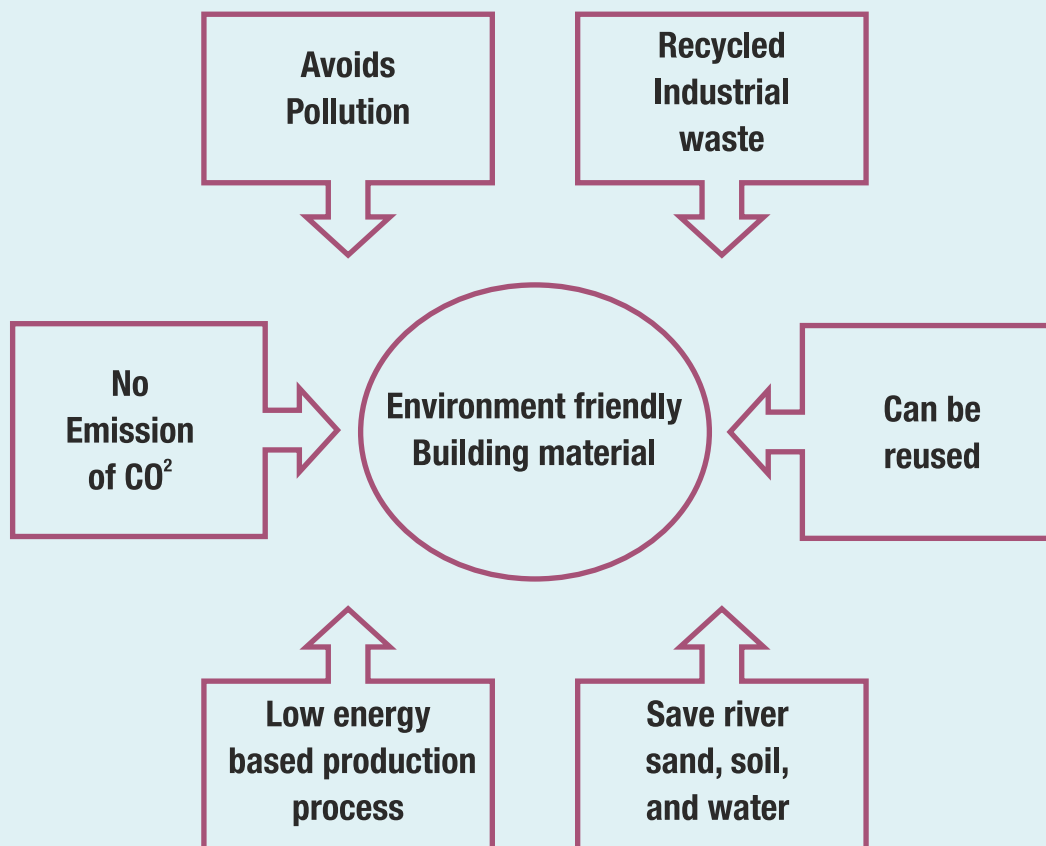 Avoids
Pollution
Recycled
Industrial
waste
No
Emission
of CO²
Environment friendly
Building material
Can be
reused
Low energy
based production
process
Save river
sand, soil,
and water